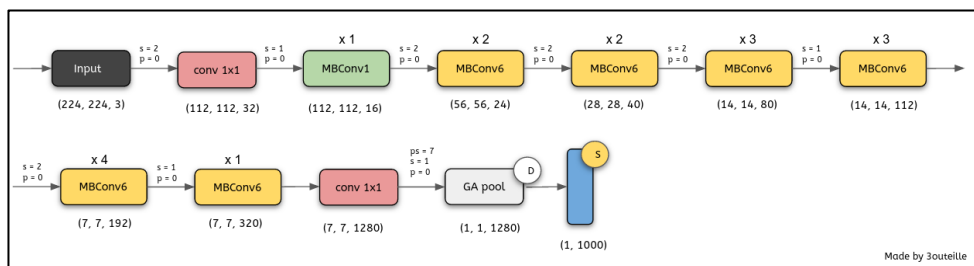 x 1
x 2
x 2
x 3
x 3
s = 2
p = 0
s = 1
p = 0
s = 2
p = 0
s = 2
p = 0
s = 2
p = 0
s = 1
p = 0
Input
conv 1x1
MBConv1
MBConv6
MBConv6
MBConv6
MBConv6
(224, 224, 3)
(112, 112, 32)
(112, 112, 16)
(56, 56, 24)
(28, 28, 40)
(14, 14, 80)
(14, 14, 112)
x 4
x 1
s = 2
p = 0
s = 1
p = 0
ps = 7
s = 1
p = 0
MBConv6
MBConv6
conv 1x1
GA pool
D
S
(7, 7, 192)
(7, 7, 320)
(7, 7, 1280)
(1, 1, 1280)
(1, 1000)
Made by 3outeille